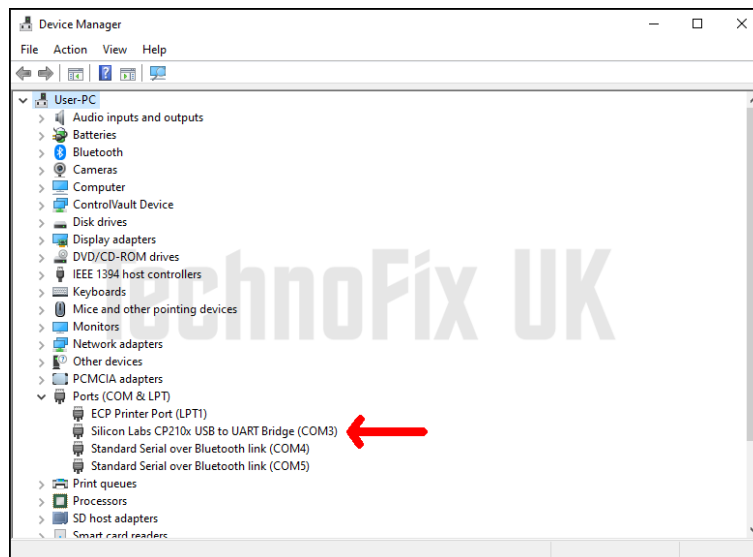 Device Manager
File Action View Help
User-PC
Audio inputs and outputs
Batteries
Bluetooth
Cameras
Computer
ControlVault Device
Disk drives
Display adapters
DVD/CD-ROM drives
IEEE 1394 host controllers
Keyboards
Mice and other pointing devices
Monitors
Network adapters
Other devices
PCMCIA adapters
Ports (COM & LPT)
ECP Printer Port (LPT1)
Silicon Labs CP210x USB to UART Bridge (COM3)
Standard Serial over Bluetooth link (COM4)
Standard Serial over Bluetooth link (COM5)
Print queues
Processors
SD host adapters
Smart card readers
TechnoFix UK